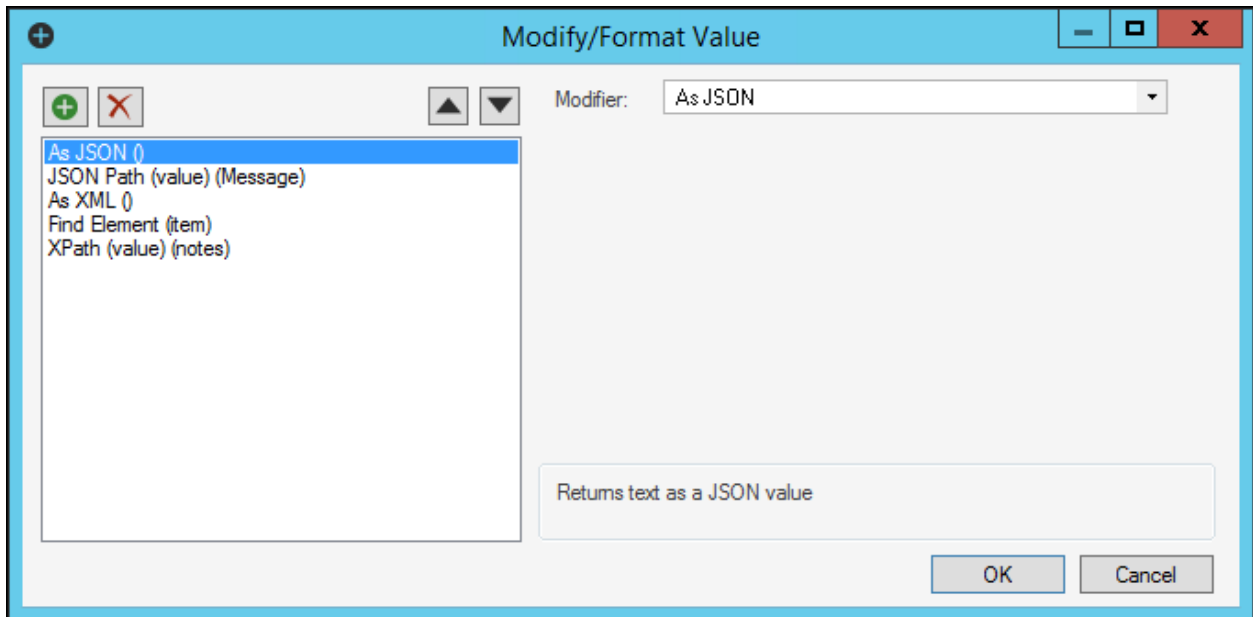 Modify/Format Value
Modifier:
As JSON
As JSON ()
JSON Path (value) (Message)
As XML ()
Find Element (item)
XPath (value) (notes)
Returns text as a JSON value
OK
Cancel